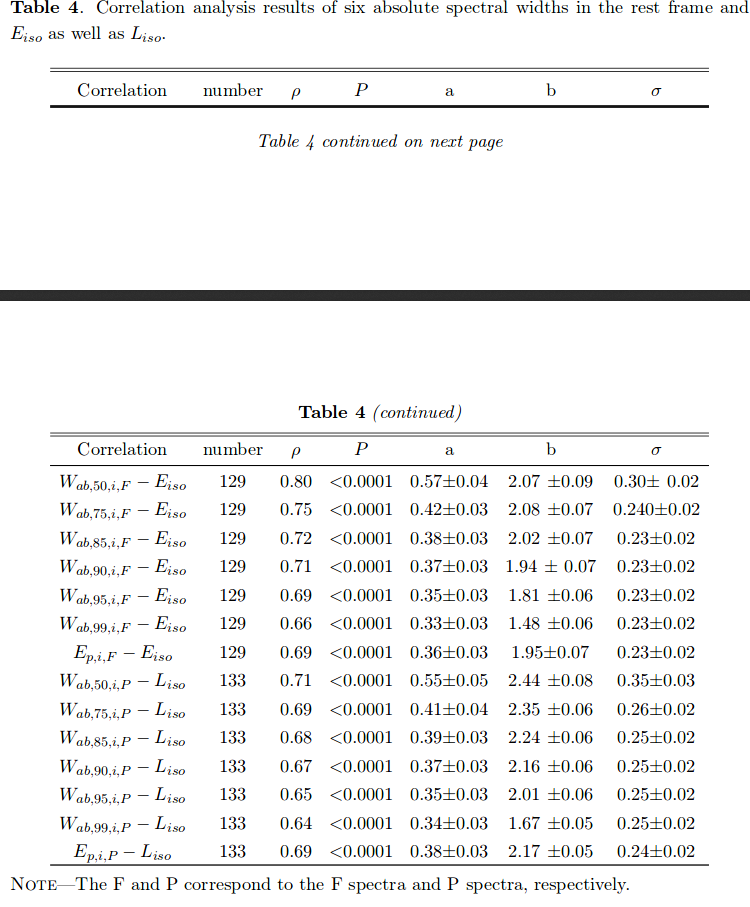 Table 4. Correlation analysis results of six absolute spectral widths in the rest frame and
E_{iso} as well as L_{iso}.
Correlation number ρ P a b σ
Table 4 continued on next page
Table 4 (continued)
Correlation number ρ P a b σ
W_{ab,50,i,F} − E_{iso} 129 0.80 <0.0001 0.57±0.04 2.07 ±0.09 0.30± 0.02
W_{ab,75,i,F} − E_{iso} 129 0.75 <0.0001 0.42±0.03 2.08 ±0.07 0.240±0.02
W_{ab,85,i,F} − E_{iso} 129 0.72 <0.0001 0.38±0.03 2.02 ±0.07 0.23±0.02
W_{ab,90,i,F} − E_{iso} 129 0.71 <0.0001 0.37±0.03 1.94 ± 0.07 0.23±0.02
W_{ab,95,i,F} − E_{iso} 129 0.69 <0.0001 0.35±0.03 1.81 ±0.06 0.23±0.02
W_{ab,99,i,F} − E_{iso} 129 0.66 <0.0001 0.33±0.03 1.48 ±0.06 0.23±0.02
E_{p,i,F} − E_{iso} 129 0.69 <0.0001 0.36±0.03 1.95±0.07 0.23±0.02
W_{ab,50,i,P} − L_{iso} 133 0.71 <0.0001 0.55±0.05 2.44 ±0.08 0.35±0.03
W_{ab,75,i,P} − L_{iso} 133 0.69 <0.0001 0.41±0.04 2.35 ±0.06 0.26±0.02
W_{ab,85,i,P} − L_{iso} 133 0.68 <0.0001 0.39±0.03 2.24 ±0.06 0.25±0.02
W_{ab,90,i,P} − L_{iso} 133 0.67 <0.0001 0.37±0.03 2.16 ±0.06 0.25±0.02
W_{ab,95,i,P} − L_{iso} 133 0.65 <0.0001 0.35±0.03 2.01 ±0.06 0.25±0.02
W_{ab,99,i,P} − L_{iso} 133 0.64 <0.0001 0.34±0.03 1.67 ±0.05 0.25±0.02
E_{p,i,P} − L_{iso} 133 0.69 <0.0001 0.38±0.03 2.17 ±0.05 0.24±0.02
NOTE—The F and P correspond to the F spectra and P spectra, respectively.